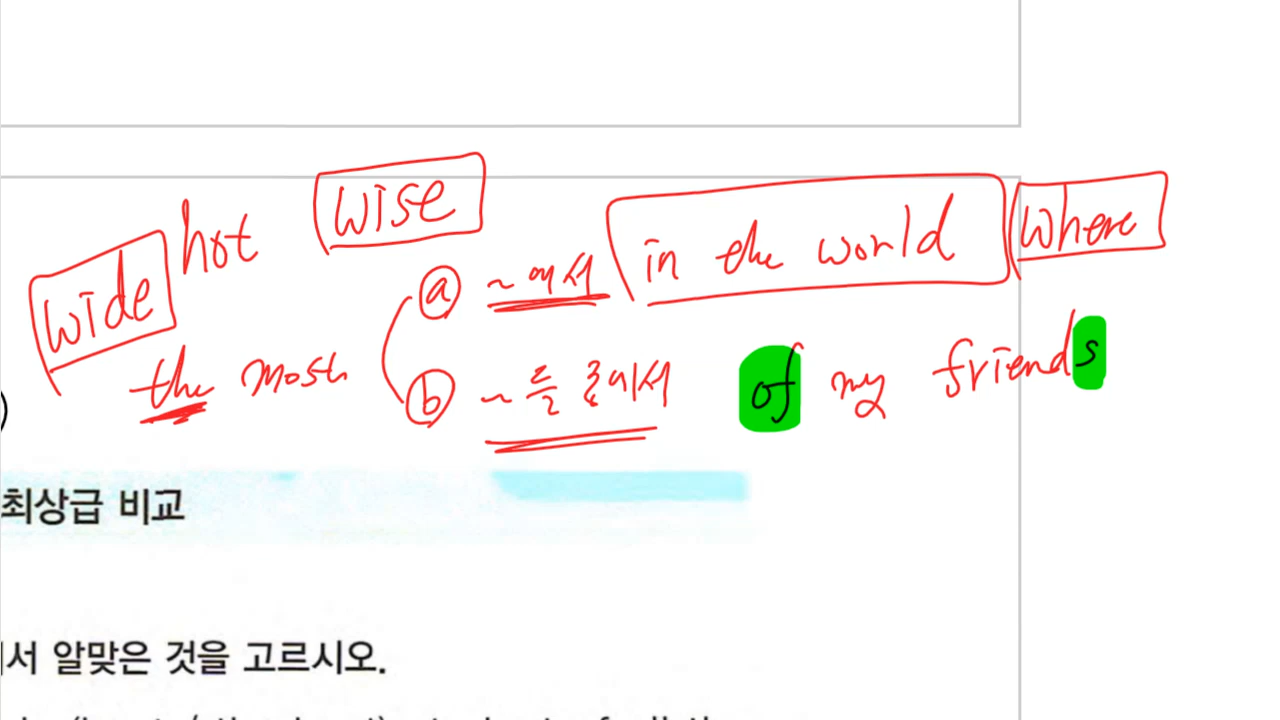 wide hot wise
ⓐ ~에서 in the world where
the most ⓑ ~들 중에서 of my friends
)
최상급 비교
서 알맞은 것을 고르시오.